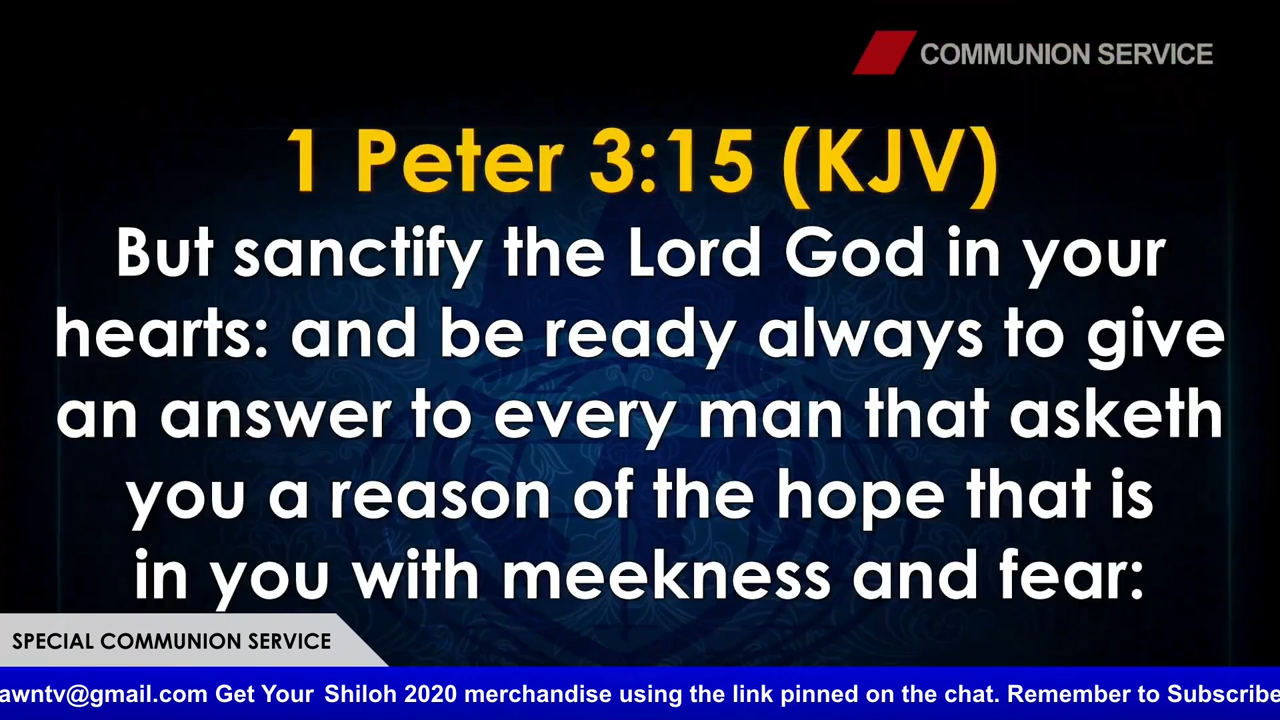 COMMUNION SERVICE
1 Peter 3:15 (KJV)
But sanctify the Lord God in your
hearts: and be ready always to give
an answer to every man that asketh
you a reason of the hope that is
in you with meekness and fear:
SPECIAL COMMUNION SERVICE
awntv@gmail.com Get Your Shiloh 2020 merchandise using the link pinned on the chat. Remember to Subscribe